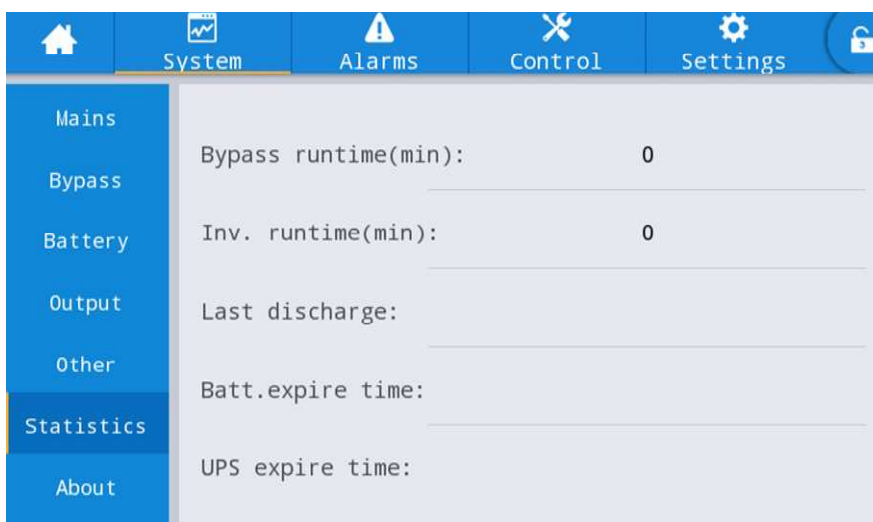 System
Alarms
Control
Settings
Mains
Bypass
Battery
Output
Other
Statistics
About
Bypass runtime(min): 0
Inv. runtime(min): 0
Last discharge:
Batt.expire time:
UPS expire time: